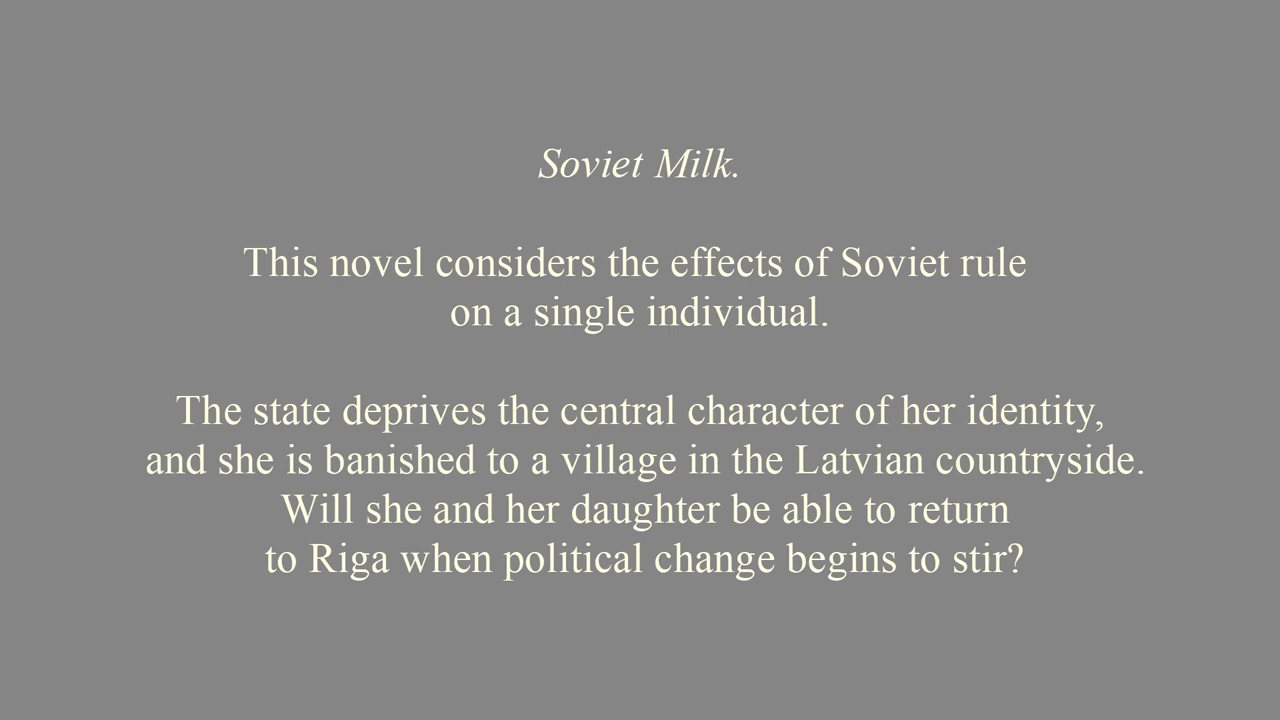 Soviet Milk.
This novel considers the effects of Soviet rule
on a single individual.
The state deprives the central character of her identity,
and she is banished to a village in the Latvian countryside.
Will she and her daughter be able to return
to Riga when political change begins to stir?